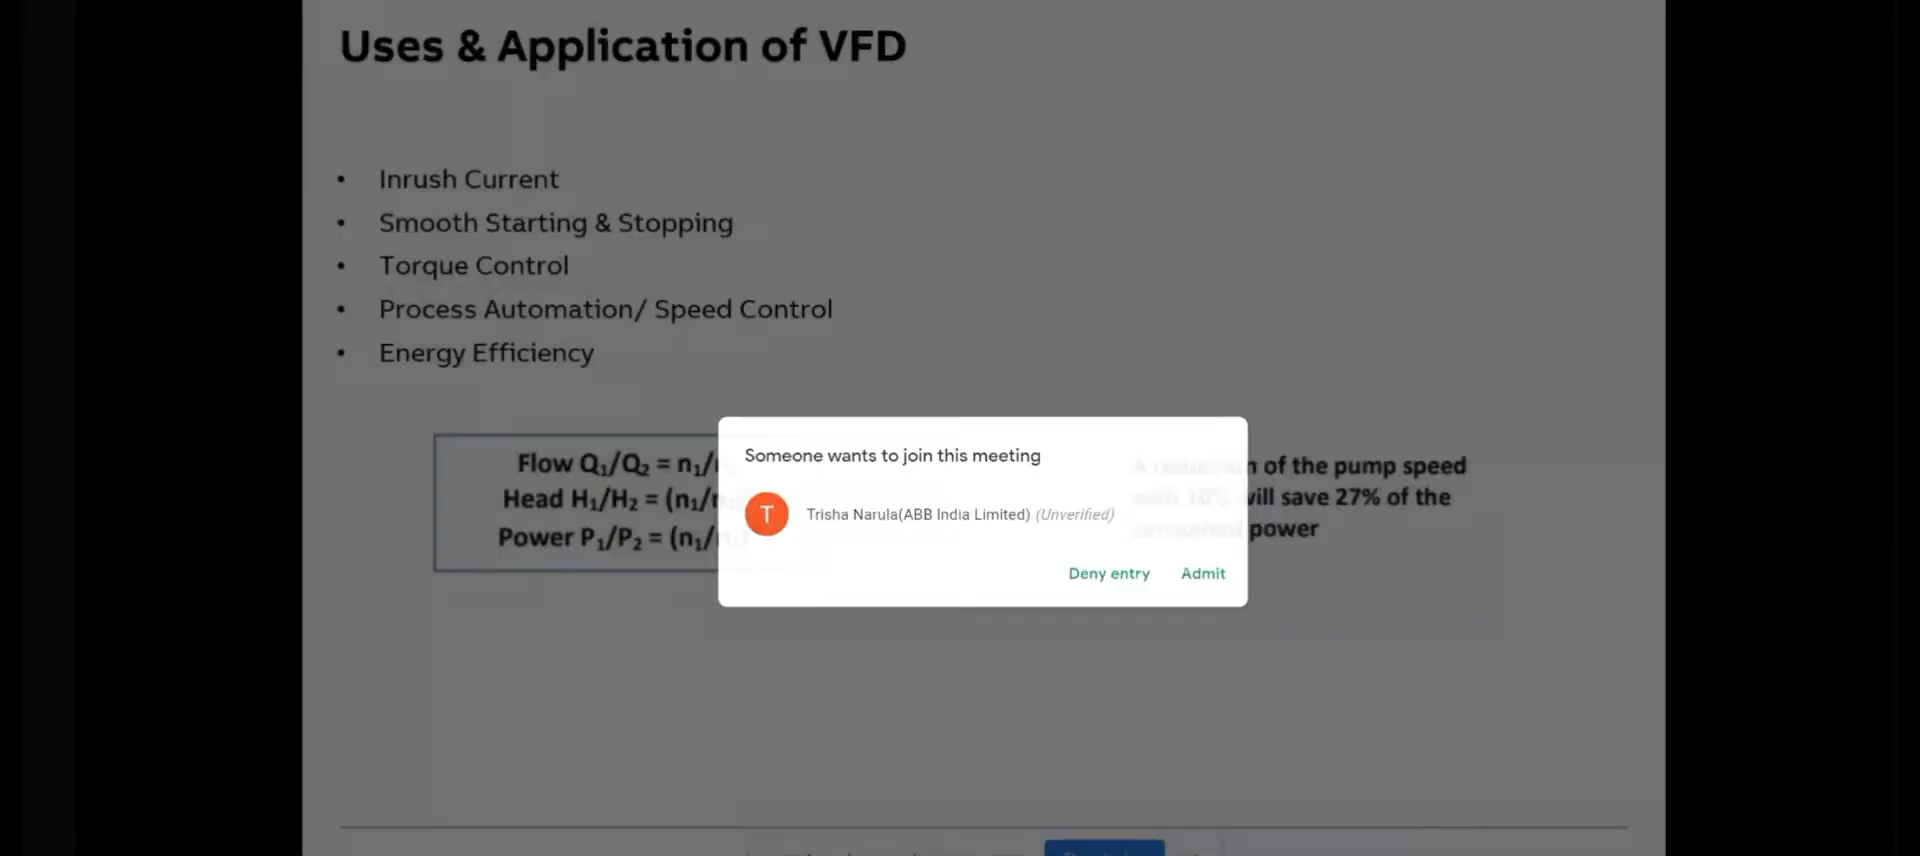 Uses & Application of VFD
• Inrush Current
• Smooth Starting & Stopping
• Torque Control
• Process Automation/ Speed Control
• Energy Efficiency
Flow Q₁/Q₂ = n₁/
Head H₁/H₂ = (n₁/
Power P₁/P₂ = (n₁/
of the pump speed
will save 27% of the
power
Someone wants to join this meeting
T
Trisha Narula(ABB India Limited) (Unverified)
Deny entry Admit